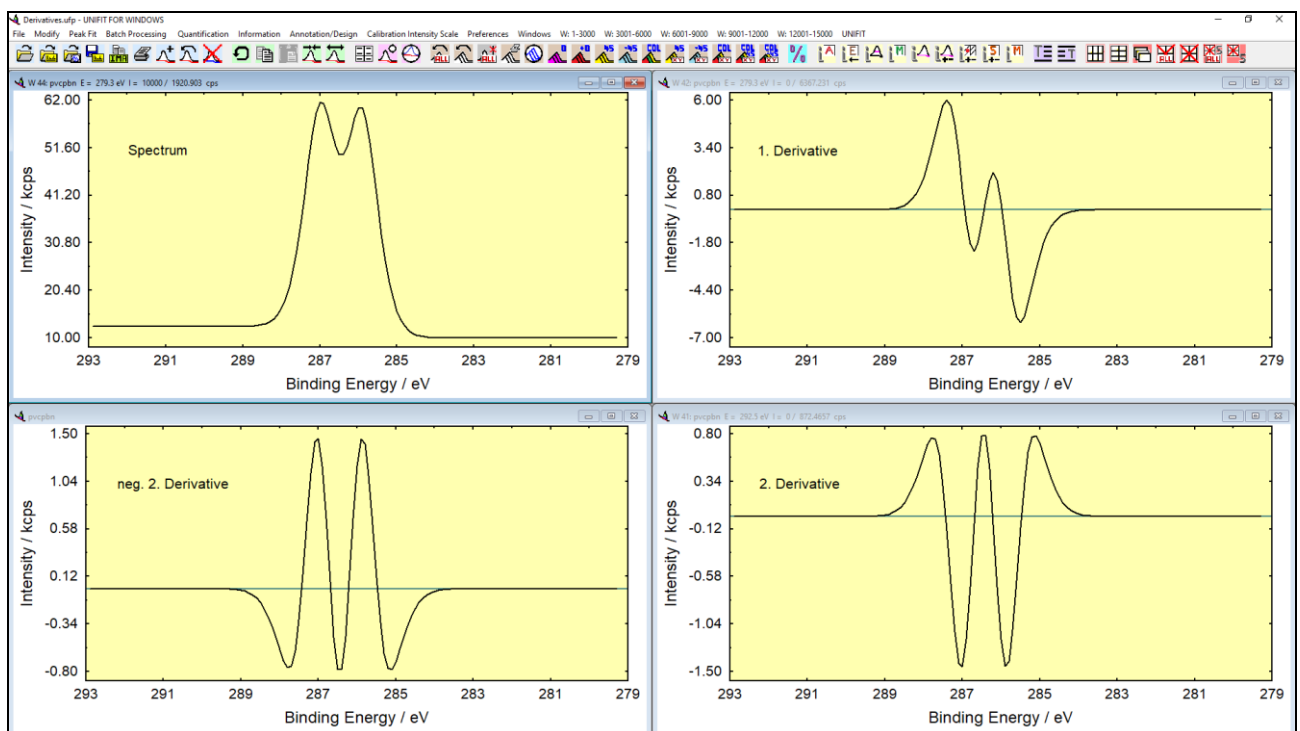 Derivatives.ufp - UNIFIT FOR WINDOWS
File Modify Peak Fit Batch Processing Quantification Information Annotation/Design Calibration Intensity Scale Preferences Windows W: 1-3000 W: 3001-6000 W: 6001-9000 W: 9001-12000 W: 12001-15000 UNIFIT
W 44: pvcpbn E = 279.3 eV I = 10000 / 1920.903 cps
62.00
51.60
41.20
30.80
20.40
10.00
Intensity / kcps
Spectrum
293 291 289 287 285 283 281 279
Binding Energy / eV
W 42: pvcpbn E = 279.3 eV I = 0 / 6367.231 cps
6.00
3.40
0.80
-1.80
-4.40
-7.00
Intensity / kcps
1. Derivative
293 291 289 287 285 283 281 279
Binding Energy / eV
pvcpbn
1.50
1.04
0.58
0.12
-0.34
-0.80
Intensity / kcps
neg. 2. Derivative
293 291 289 287 285 283 281 279
Binding Energy / eV
W 41: pvcpbn E = 292.5 eV I = 0 / 872.4657 cps
0.80
0.34
-0.12
-0.58
-1.04
-1.50
Intensity / kcps
2. Derivative
293 291 289 287 285 283 281 279
Binding Energy / eV